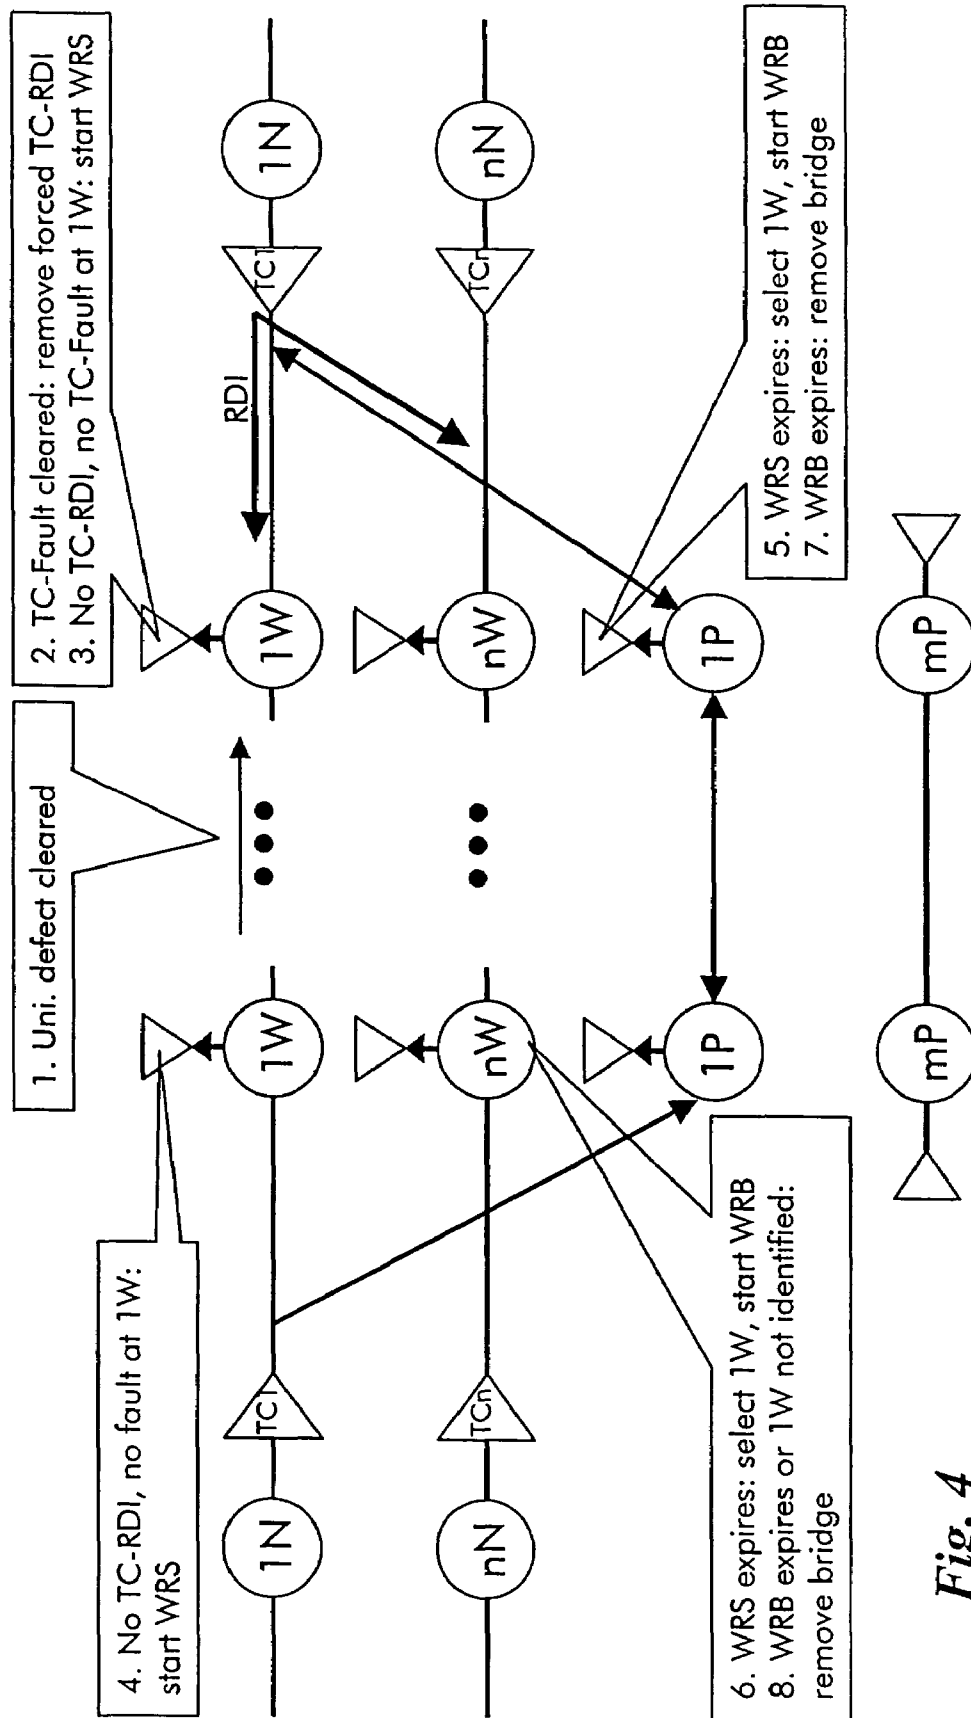 1. Uni. defect cleared
2. TC-Fault cleared: remove forced TC-RDI
3. No TC-RDI, no TC-Fault at 1W: start WRS
4. No TC-RDI, no fault at 1W:
start WRS
RDI
1N
TC1
1W
1W
TC1
1N
nN
TCn
nW
nW
TCn
nN
1P
1P
mP
mP
6. WRS expires: select 1W, start WRB
8. WRB expires or 1W not identified:
remove bridge
5. WRS expires: select 1W, start WRB
7. WRB expires: remove bridge
Fig. 4